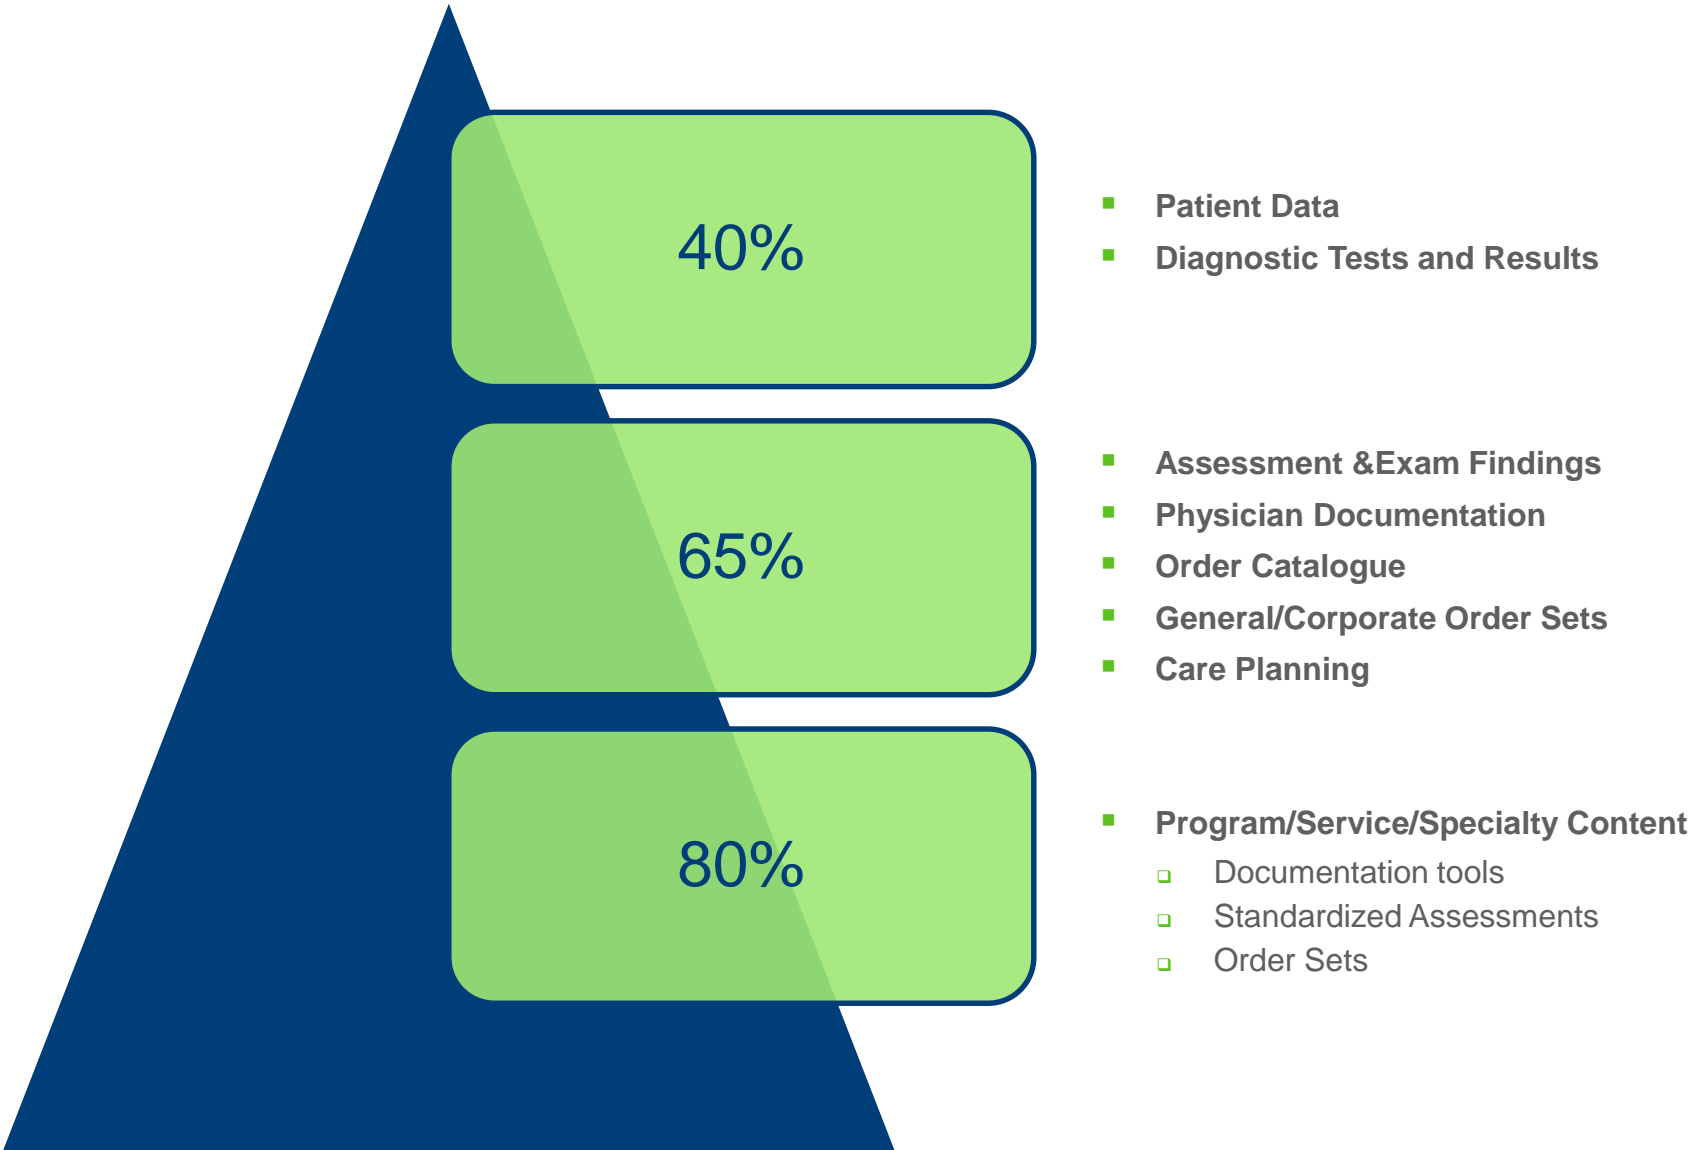 40%
Patient Data
Diagnostic Tests and Results
65%
Assessment &Exam Findings
Physician Documentation
Order Catalogue
General/Corporate Order Sets
Care Planning
80%
Program/Service/Specialty Content
Documentation tools
Standardized Assessments
Order Sets